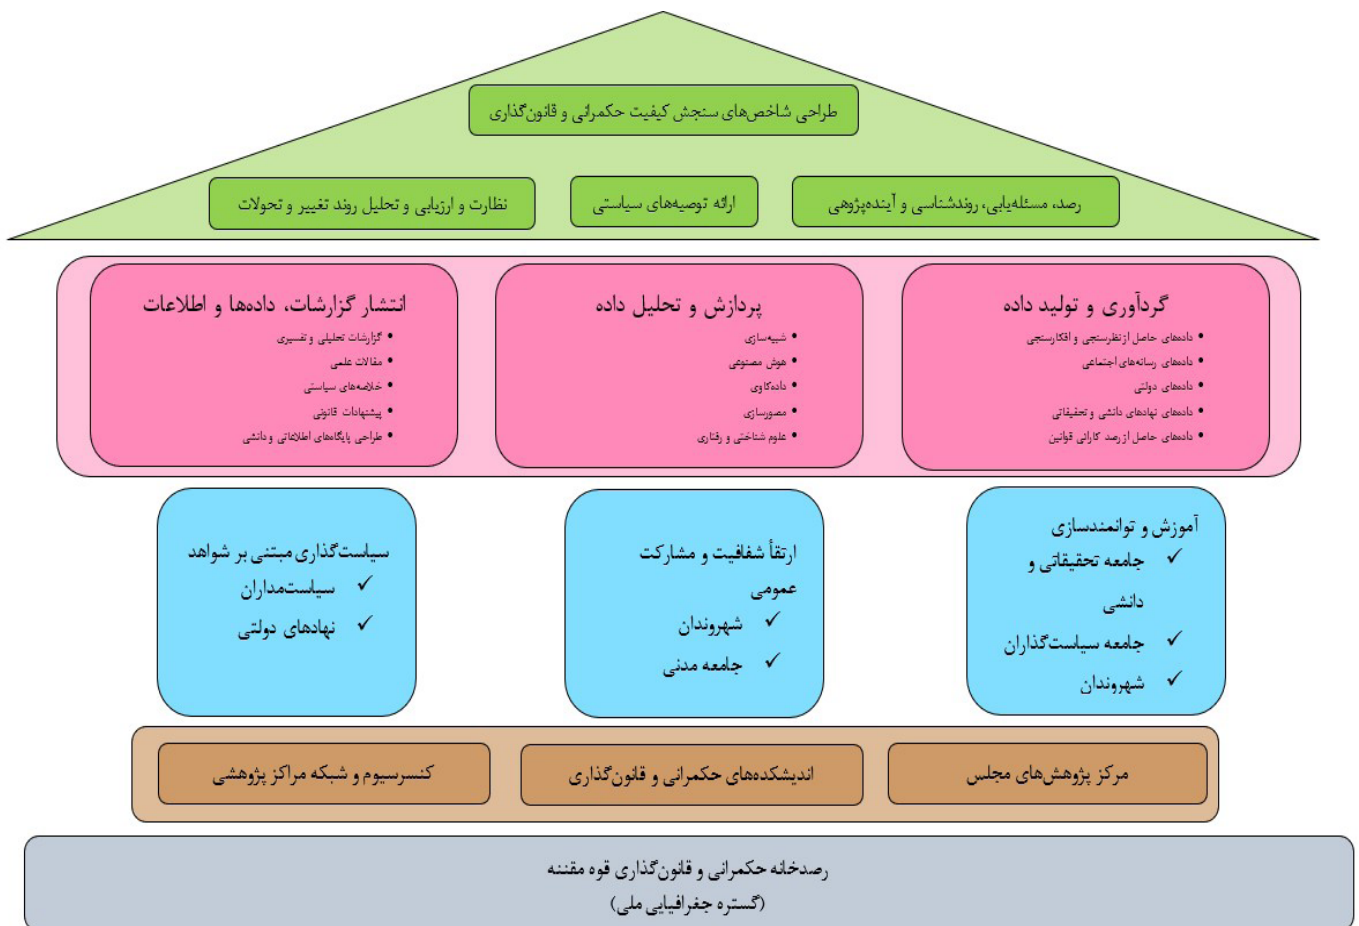 طراحی شاخص‌های سنجش کیفیت حکمرانی و قانون‌گذاری
رصد، مسئله‌یابی، روندشناسی و آینده‌پژوهی
ارائه توصیه‌های سیاستی
نظارت و ارزیابی و تحلیل روند تغییر و تحولات
گردآوری و تولید داده
• داده‌های حاصل از نظرسنجی و افکارسنجی
• داده‌های رسانه‌های اجتماعی
• داده‌های دولتی
• داده‌های نهادهای دانشی و تحقیقاتی
• داده‌های حاصل از رصد کارائی قوانین
پردازش و تحلیل داده
• شبیه‌سازی
• هوش مصنوعی
• داده‌کاوی
• مصورسازی
• علوم شناختی و رفتاری
انتشار گزارشات، داده‌ها و اطلاعات
• گزارشات تحلیلی و تفسیری
• مقالات علمی
• خلاصه‌های سیاستی
• پیشنهادات قانونی
• طراحی پایگاه‌های اطلاعاتی و دانشی
آموزش و توانمندسازی
✓ جامعه تحقیقاتی و
دانشی
✓ جامعه سیاست‌گذاران
✓ شهروندان
ارتقأ شفافیت و مشارکت
عمومی
✓ شهروندان
✓ جامعه مدنی
سیاست‌گذاری مبتنی بر شواهد
✓ سیاست‌مداران
✓ نهادهای دولتی
مرکز پژوهش‌های مجلس
اندیشکده‌های حکمرانی و قانون‌گذاری
کنسرسیوم و شبکه مراکز پژوهشی
رصدخانه حکمرانی و قانون‌گذاری قوه مقننه
(گستره جغرافیایی ملی)